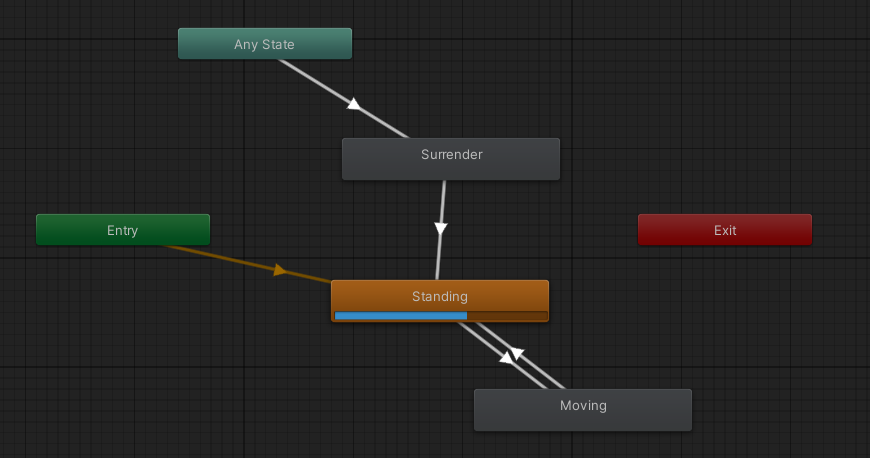 Any State
Surrender
Entry
Exit
Standing
Moving